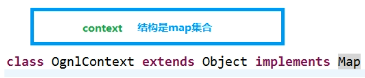 context 结构是map集合
class OgnlContext extends Object implements Map